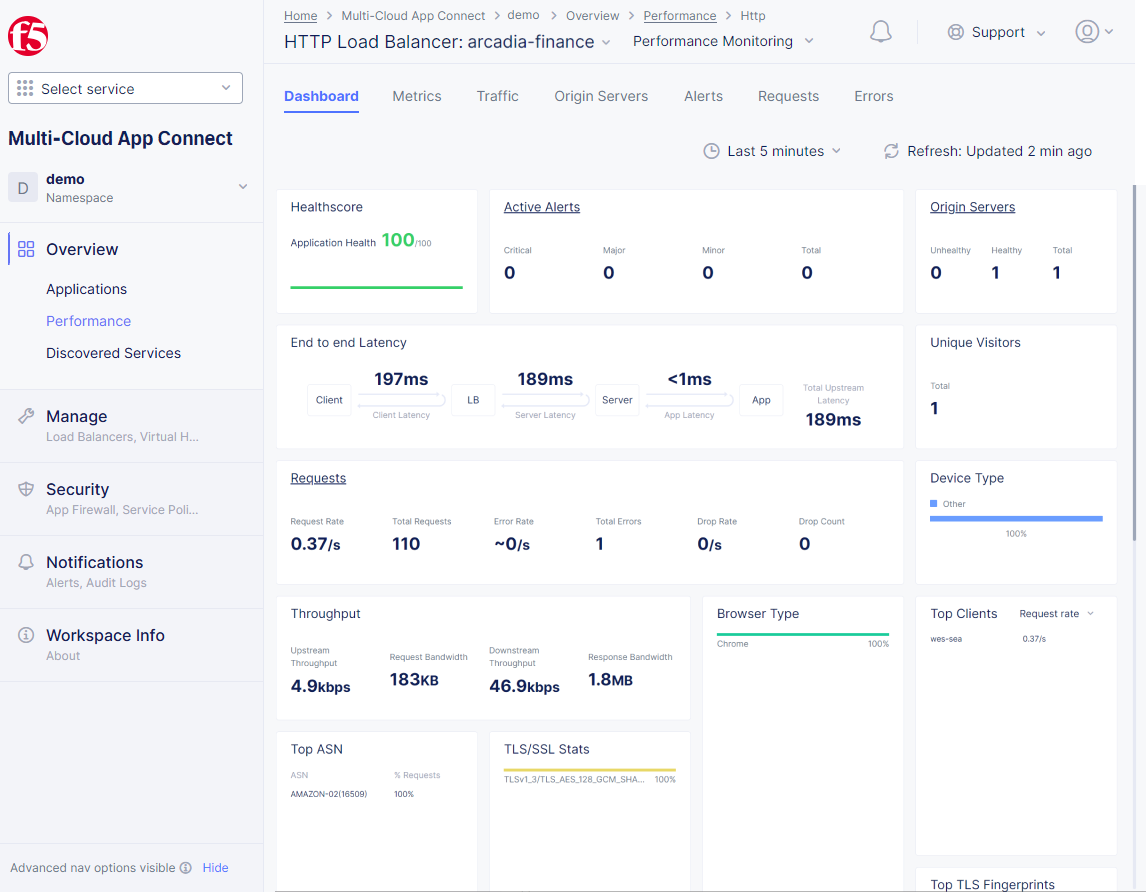 f5
Select service
Multi-Cloud App Connect
D
demo
Namespace
Overview
Applications
Performance
Discovered Services
Manage
Load Balancers, Virtual H...
Security
App Firewall, Service Poli...
Notifications
Alerts, Audit Logs
Workspace Info
About
Advanced nav options visible Hide
Home > Multi-Cloud App Connect > demo > Overview > Performance > Http
HTTP Load Balancer: arcadia-finance Performance Monitoring
Support
Dashboard Metrics Traffic Origin Servers Alerts Requests Errors
Last 5 minutes Refresh: Updated 2 min ago
Healthscore
Application Health 100/100
Active Alerts
Critical Major Minor Total
0 0 0 0
Origin Servers
Unhealthy Healthy Total
0 1 1
End to end Latency
197ms 189ms <1ms
Client LB Server App
Client Latency Server Latency App Latency
Total Upstream
Latency
189ms
Unique Visitors
Total
1
Requests
Request Rate Total Requests Error Rate Total Errors Drop Rate Drop Count
0.37/s 110 ~0/s 1 0/s 0
Device Type
Other
100%
Throughput
Upstream
Throughput
4.9kbps
Request Bandwidth
183KB
Downstream
Throughput
46.9kbps
Response Bandwidth
1.8MB
Browser Type
Chrome 100%
Top Clients Request rate
wes-sea 0.37/s
Top ASN
ASN % Requests
AMAZON-02(16509) 100%
TLS/SSL Stats
TLSv1_3/TLS_AES_128_GCM_SHA... 100%
Top TLS Fingerprints